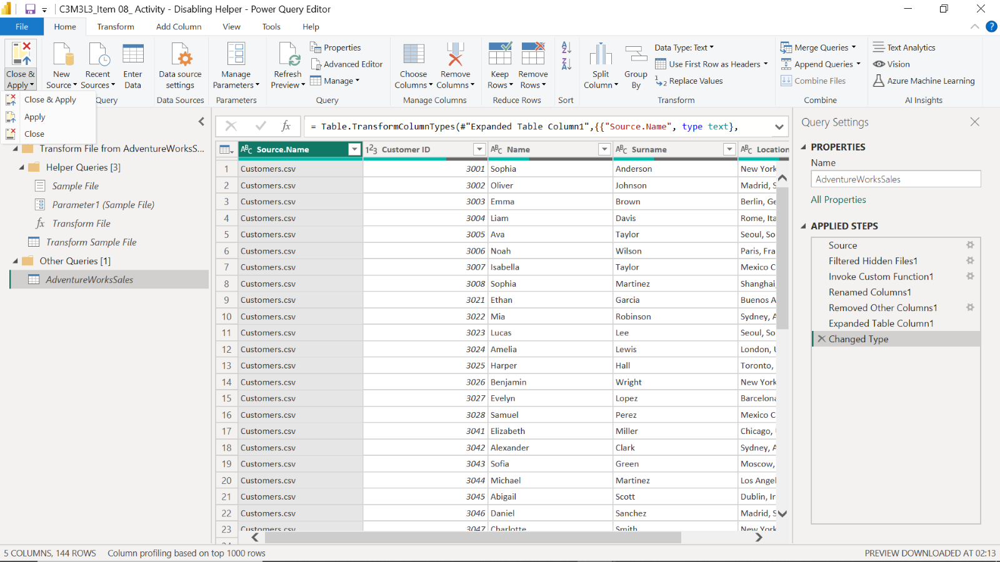 C3M3L3_Item 08_ Activity - Disabling Helper - Power Query Editor
File Home Transform Add Column View Tools Help
Close & Apply
New Source
Recent Sources
Enter Data
Data source settings
Manage Parameters
Refresh Preview
Properties
Advanced Editor
Manage
Choose Columns
Remove Columns
Keep Rows
Remove Rows
Split Column
Group By
Data Type: Text
Use First Row as Headers
Replace Values
Merge Queries
Append Queries
Combine Files
Text Analytics
Vision
Azure Machine Learning
Query Data Sources Parameters Query Manage Columns Reduce Rows Sort Transform Combine AI Insights
Close & Apply
Apply
Close
Transform File from AdventureWorksS...
Helper Queries [3]
Sample File
Parameter1 (Sample File)
fx Transform File
Transform Sample File
Other Queries [1]
AdventureWorksSales
fx = Table.TransformColumnTypes(#"Expanded Table Column1",{{"Source.Name", type text},
ABC Source.Name 123 Customer ID ABC Name ABC Surname ABC Location
1 Customers.csv 3001 Sophia Anderson New York
2 Customers.csv 3002 Oliver Johnson Madrid, S
3 Customers.csv 3003 Emma Brown Berlin, Ge
4 Customers.csv 3004 Liam Davis Rome, Ita
5 Customers.csv 3005 Ava Taylor Seoul, So
6 Customers.csv 3006 Noah Wilson Paris, Fra
7 Customers.csv 3007 Isabella Taylor Mexico C
8 Customers.csv 3008 Sophia Martinez Shanghai,
9 Customers.csv 3021 Ethan Garcia Buenos A
10 Customers.csv 3022 Mia Robinson Sydney, A
11 Customers.csv 3023 Lucas Lee Seoul, So
12 Customers.csv 3024 Amelia Lewis London, U
13 Customers.csv 3025 Harper Hall Toronto,
14 Customers.csv 3026 Benjamin Wright New York
15 Customers.csv 3027 Evelyn Lopez Barcelona
16 Customers.csv 3028 Samuel Perez Mexico C
17 Customers.csv 3041 Elizabeth Miller Chicago,
18 Customers.csv 3042 Alexander Clark Sydney, A
19 Customers.csv 3043 Sofia Green Moscow,
20 Customers.csv 3044 Michael Martinez Los Angel
21 Customers.csv 3045 Abigail Scott Dublin, Ir
22 Customers.csv 3046 Daniel Sanchez Madrid, S
23 Customers.csv 3047 Charlotte Smith New York
Query Settings
PROPERTIES
Name
AdventureWorksSales
All Properties
APPLIED STEPS
Source
Filtered Hidden Files1
Invoke Custom Function1
Renamed Columns1
Removed Other Columns1
Expanded Table Column1
Changed Type
5 COLUMNS, 144 ROWS Column profiling based on top 1000 rows PREVIEW DOWNLOADED AT 02:13